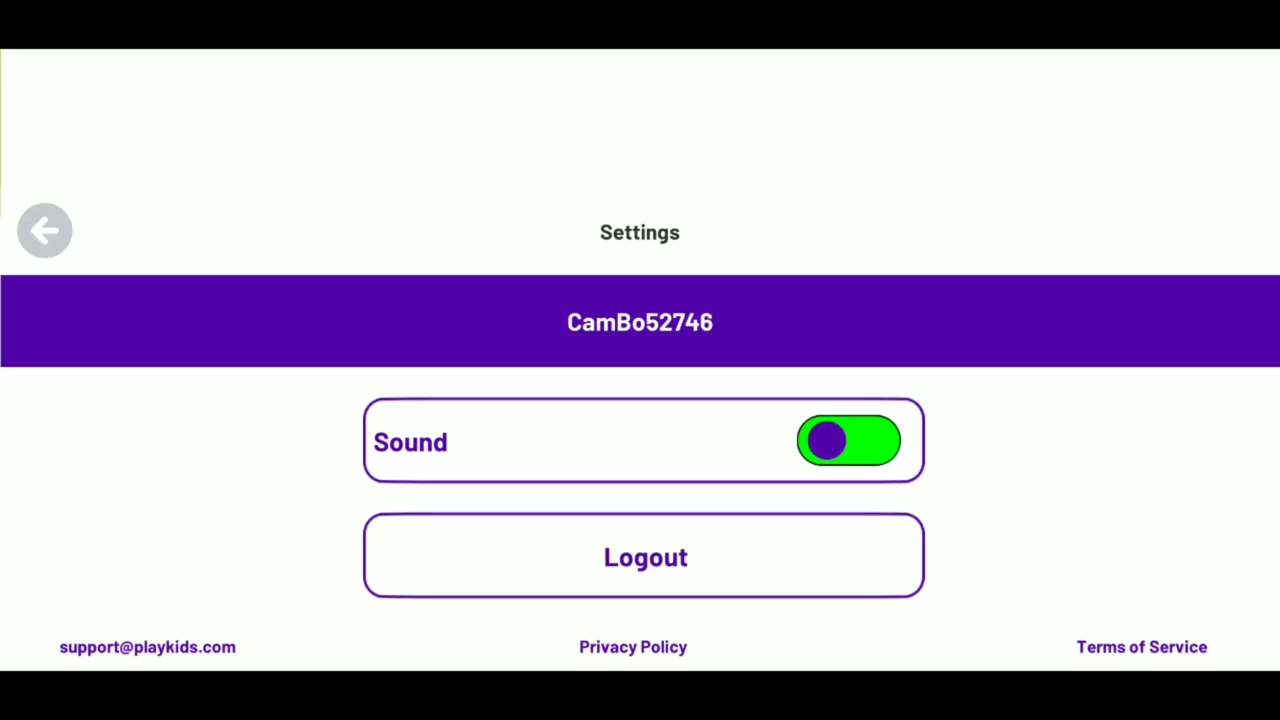 Settings
CamBo52746
Sound
Logout
support@playkids.com
Privacy Policy
Terms of Service